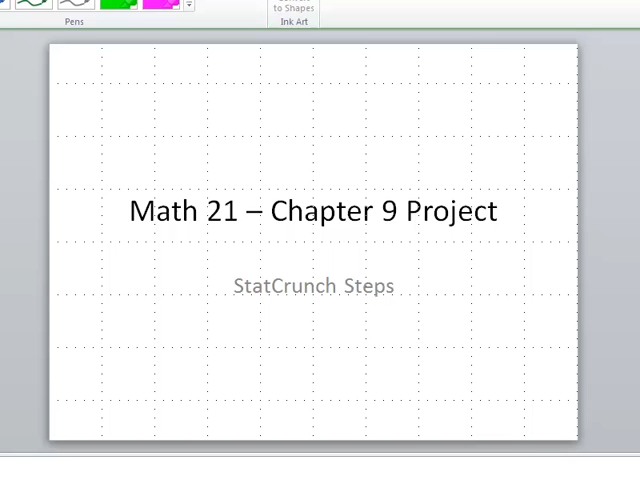 to Shapes
Pens
Ink Art
Math 21 – Chapter 9 Project
StatCrunch Steps